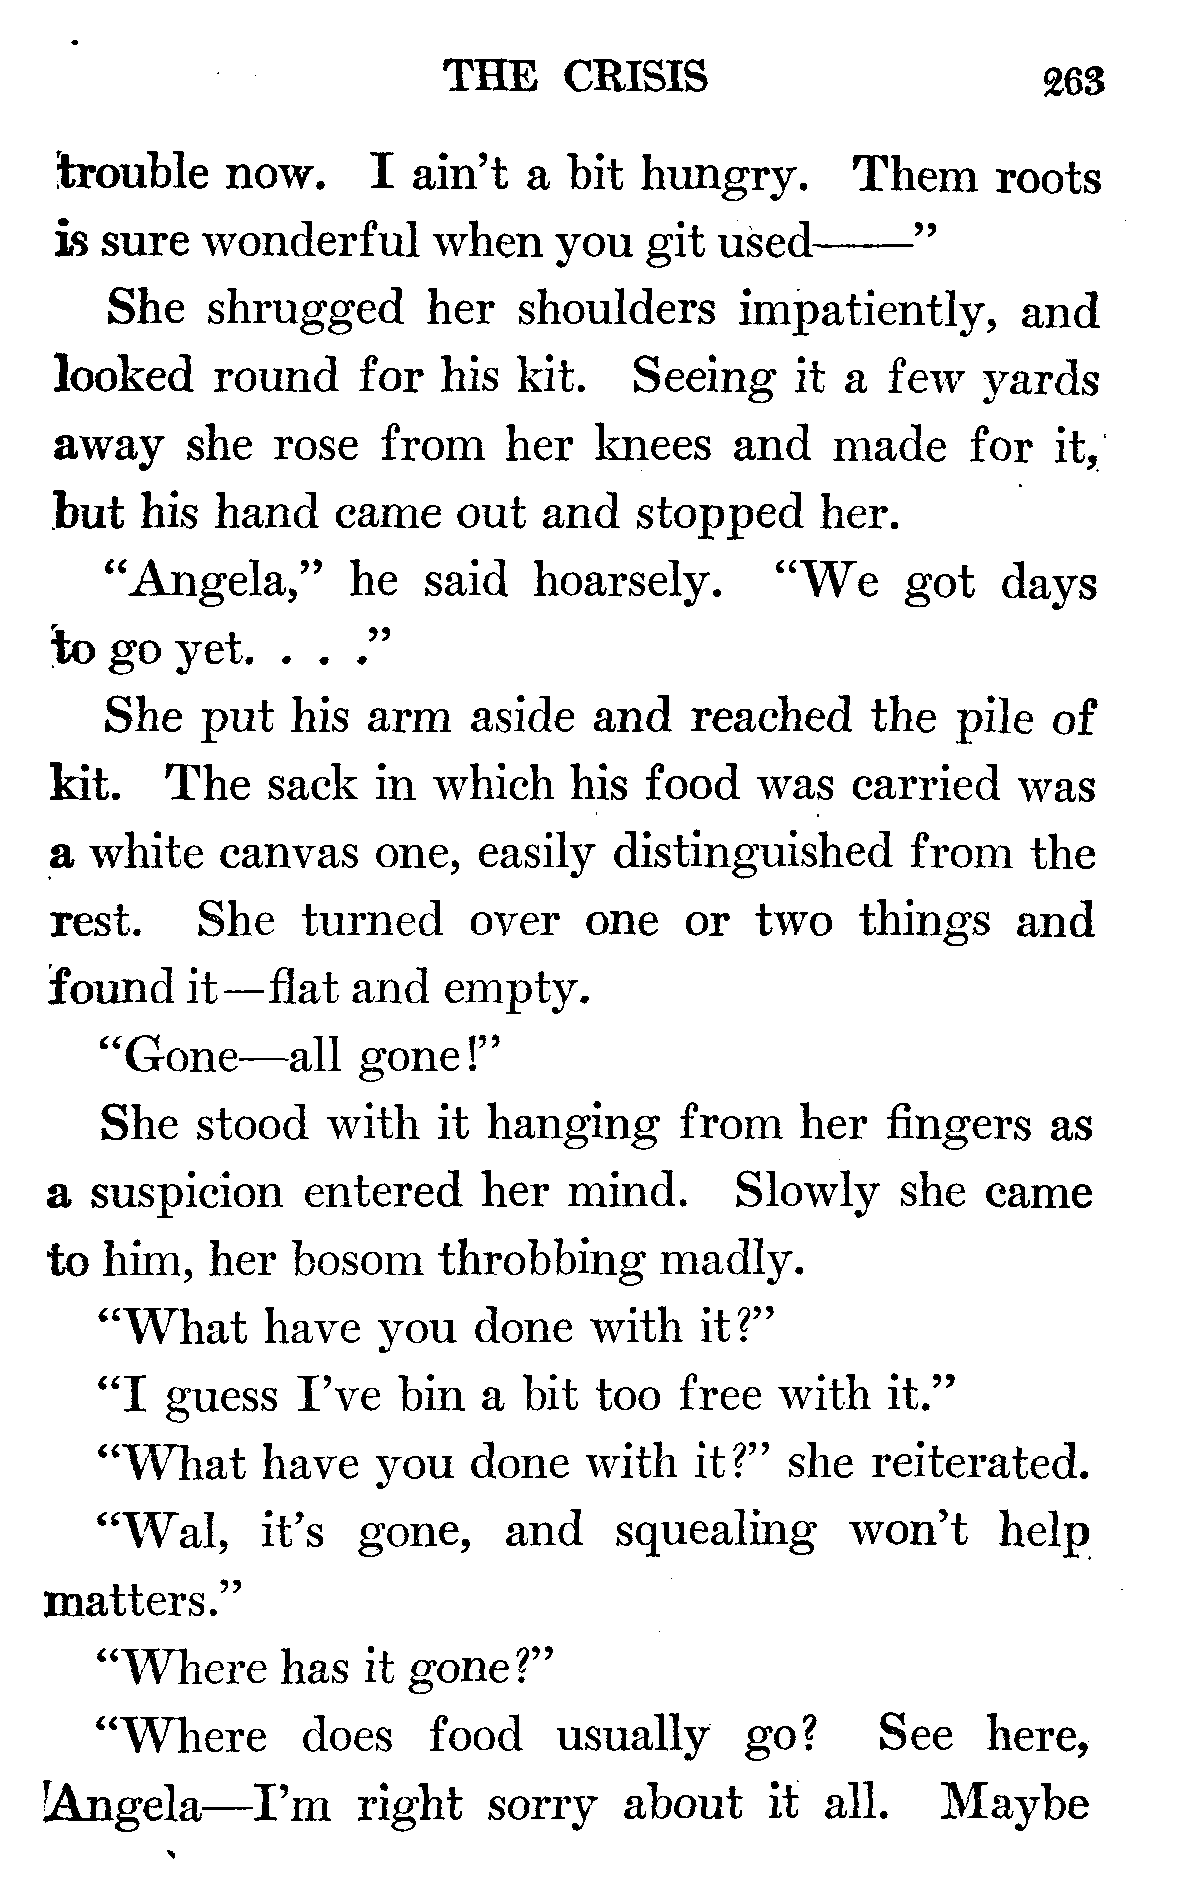 THE CRISIS 263
trouble now. I ain't a bit hungry. Them roots
is sure wonderful when you git used——"
She shrugged her shoulders impatiently, and
looked round for his kit. Seeing it a few yards
away she rose from her knees and made for it,
but his hand came out and stopped her.
"Angela," he said hoarsely. "We got days
to go yet. . . ."
She put his arm aside and reached the pile of
kit. The sack in which his food was carried was
a white canvas one, easily distinguished from the
rest. She turned over one or two things and
found it—flat and empty.
"Gone—all gone!"
She stood with it hanging from her fingers as
a suspicion entered her mind. Slowly she came
to him, her bosom throbbing madly.
"What have you done with it?"
"I guess I've bin a bit too free with it."
"What have you done with it?" she reiterated.
"Wal, it's gone, and squealing won't help
matters."
"Where has it gone?"
"Where does food usually go? See here,
Angela—I'm right sorry about it all. Maybe